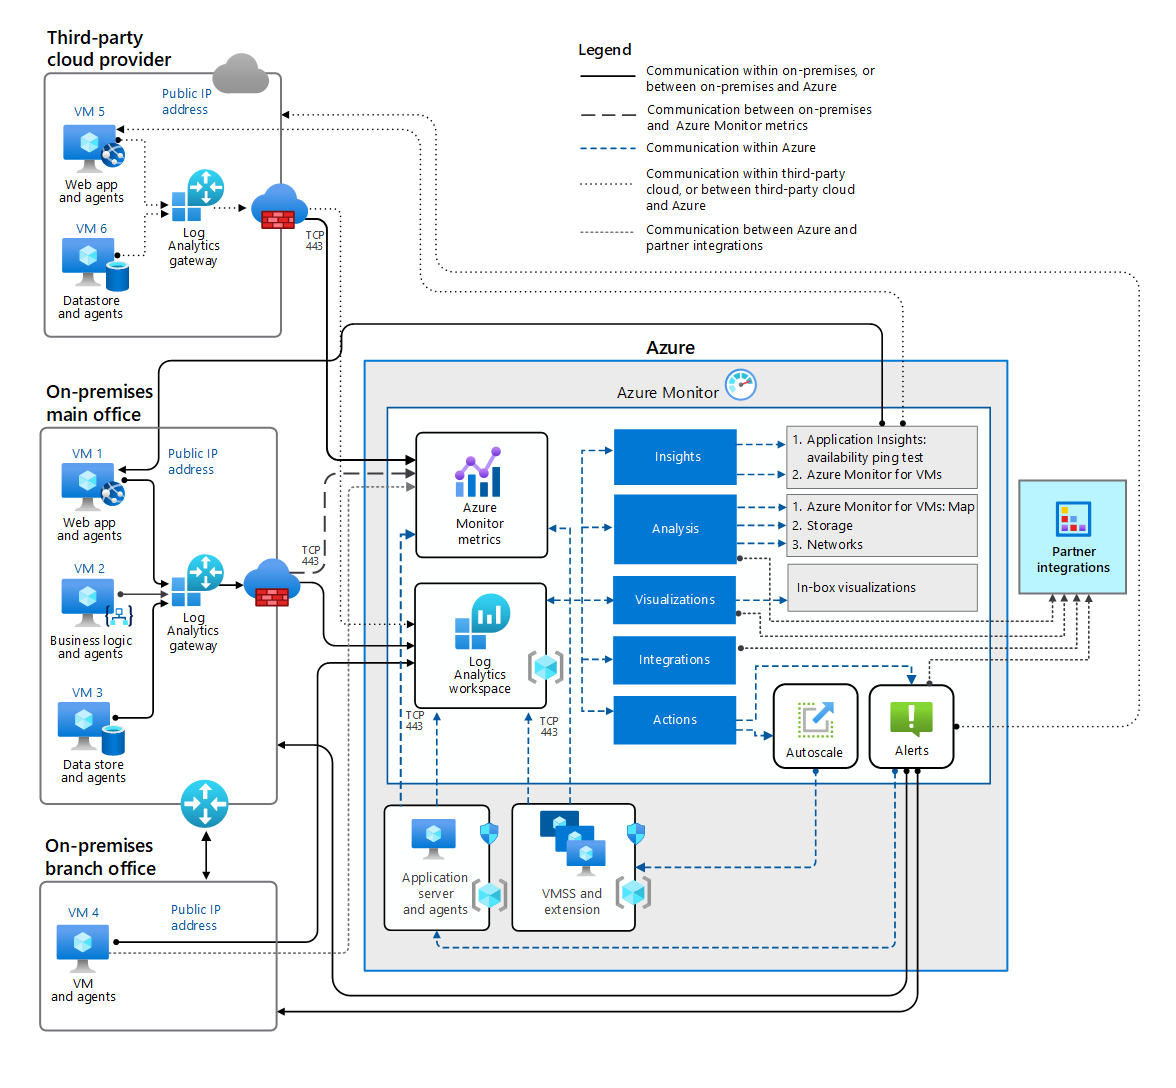 Third-party
cloud provider
Public IP
address
VM 5
Web app
and agents
VM 6
Log
Analytics
gateway
Datastore
and agents
TCP
443
Legend
Communication within on-premises, or
between on-premises and Azure
Communication between on-premises
and Azure Monitor metrics
Communication within Azure
Communication within third-party
cloud, or between third-party cloud
and Azure
Communication between Azure and
partner integrations
On-premises
main office
Public IP
address
VM 1
Web app
and agents
VM 2
Business logic
and agents
Log
Analytics
gateway
VM 3
Data store
and agents
TCP
443
On-premises
branch office
Public IP
address
VM 4
VM
and agents
Azure
Azure Monitor
Azure
Monitor
metrics
Log
Analytics
workspace
TCP
443
TCP
443
Insights
1. Application Insights:
availability ping test
2. Azure Monitor for VMs
Analysis
1. Azure Monitor for VMs: Map
2. Storage
3. Networks
Visualizations
In-box visualizations
Integrations
Actions
Autoscale
Alerts
Application
server
and agents
VMSS and
extension
Partner
integrations